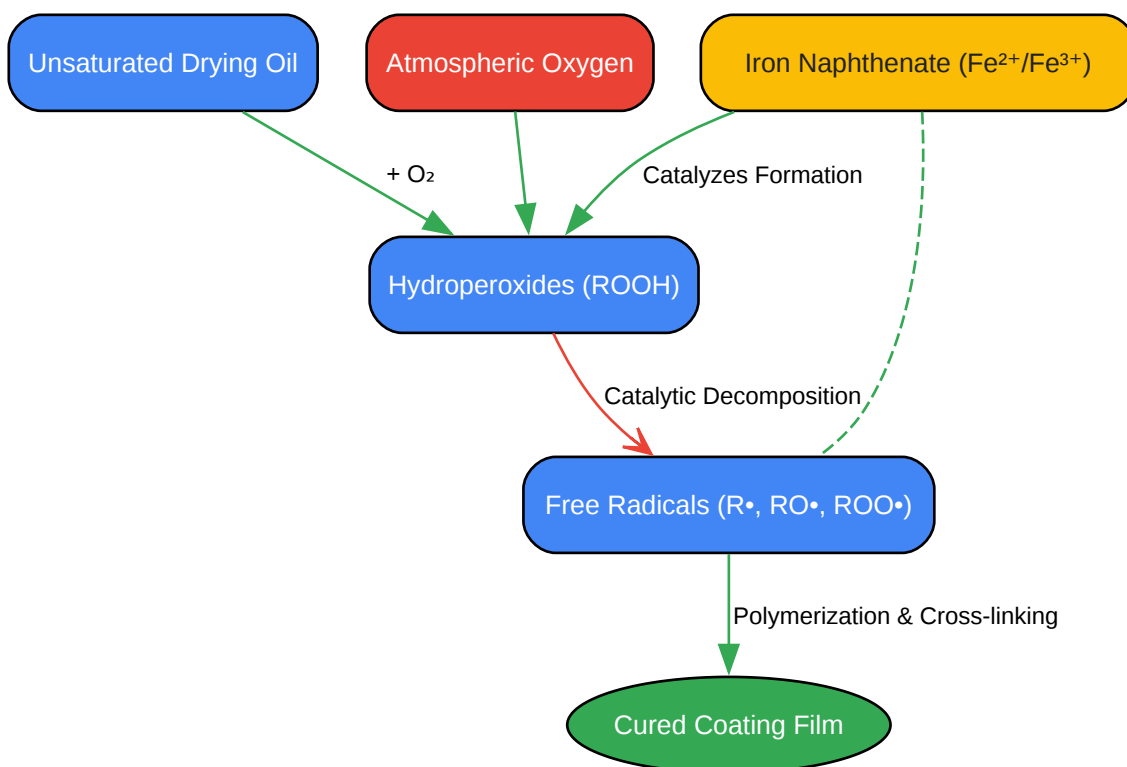 Unsaturated Drying Oil
Atmospheric Oxygen
Iron Naphthenate (Fe²⁺/Fe³⁺)
+ O₂
Catalyzes Formation
Hydroperoxides (ROOH)
Catalytic Decomposition
Free Radicals (R•, RO•, ROO•)
Polymerization & Cross-linking
Cured Coating Film